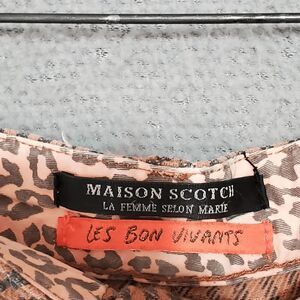 MAISON SCOTCH
LA FEMME SELON MARIE
LES BON VIVANTS